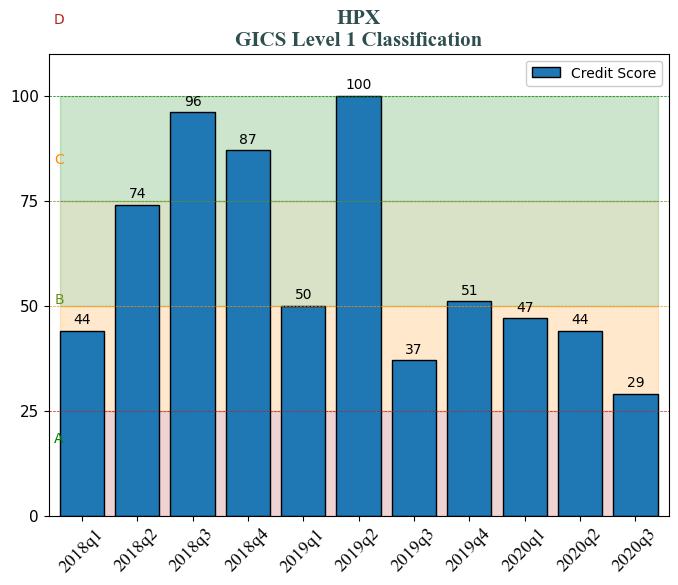 D
HPX
GICS Level 1 Classification
Credit Score
100
100
96
87
C
75
74
B
50
50
51
44
47
44
37
29
25
A
0
2018q1
2018q2
2018q3
2018q4
2019q1
2019q2
2019q3
2019q4
2020q1
2020q2
2020q3